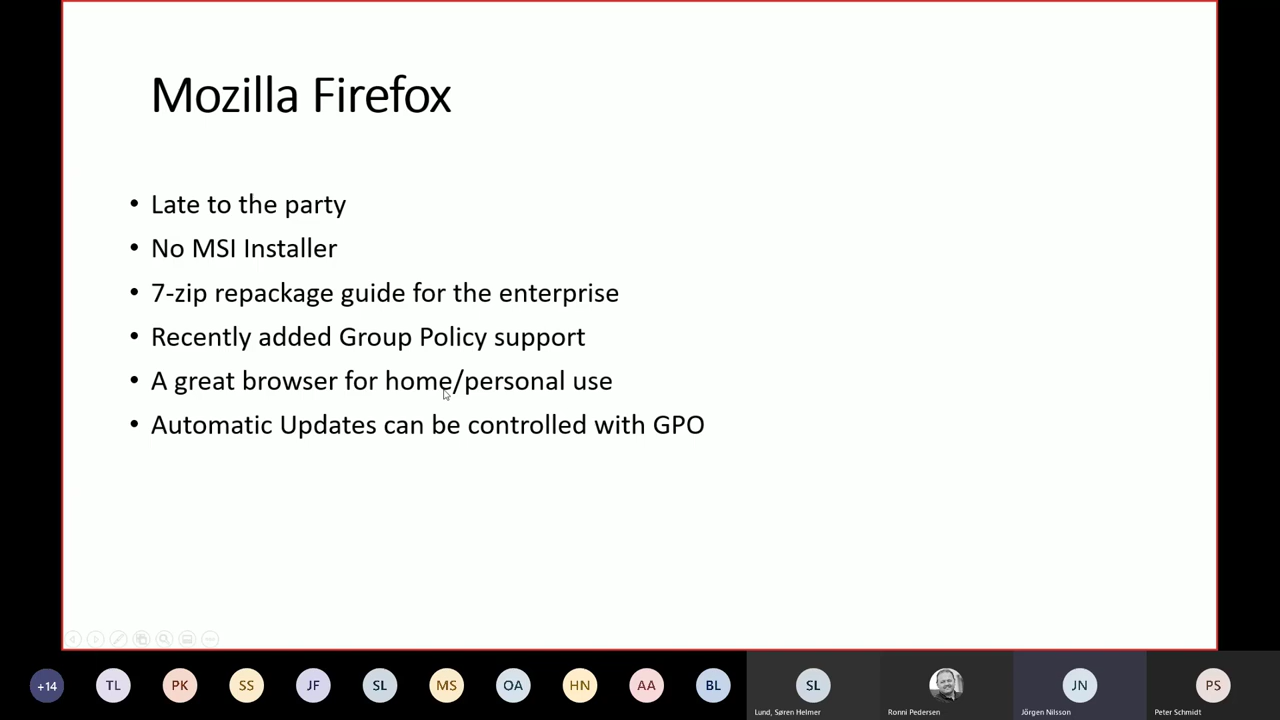 Mozilla Firefox
• Late to the party
• No MSI Installer
• 7-zip repackage guide for the enterprise
• Recently added Group Policy support
• A great browser for home/personal use
• Automatic Updates can be controlled with GPO
+14
TL
PK
SS
JF
SL
MS
OA
HN
AA
BL
SL
JN
PS
Lund, Søren Helmer
Ronni Pedersen
Jörgen Nilsson
Peter Schmidt